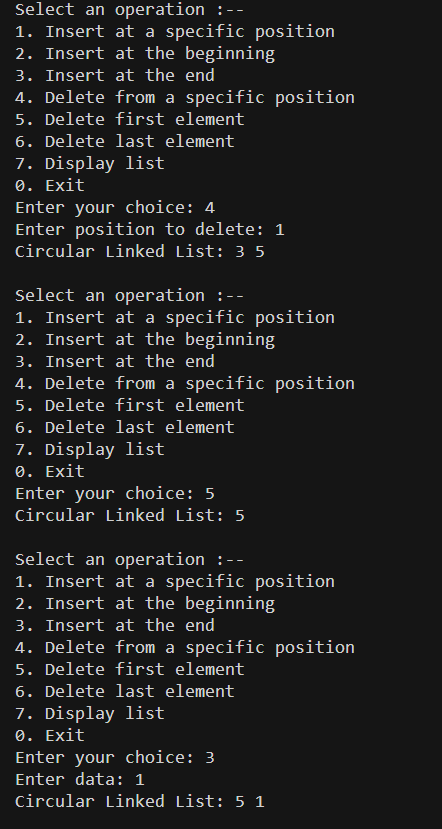 Select an operation :--
1. Insert at a specific position
2. Insert at the beginning
3. Insert at the end
4. Delete from a specific position
5. Delete first element
6. Delete last element
7. Display list
0. Exit
Enter your choice: 4
Enter position to delete: 1
Circular Linked List: 3 5
Select an operation :--
1. Insert at a specific position
2. Insert at the beginning
3. Insert at the end
4. Delete from a specific position
5. Delete first element
6. Delete last element
7. Display list
0. Exit
Enter your choice: 5
Circular Linked List: 5
Select an operation :--
1. Insert at a specific position
2. Insert at the beginning
3. Insert at the end
4. Delete from a specific position
5. Delete first element
6. Delete last element
7. Display list
0. Exit
Enter your choice: 3
Enter data: 1
Circular Linked List: 5 1